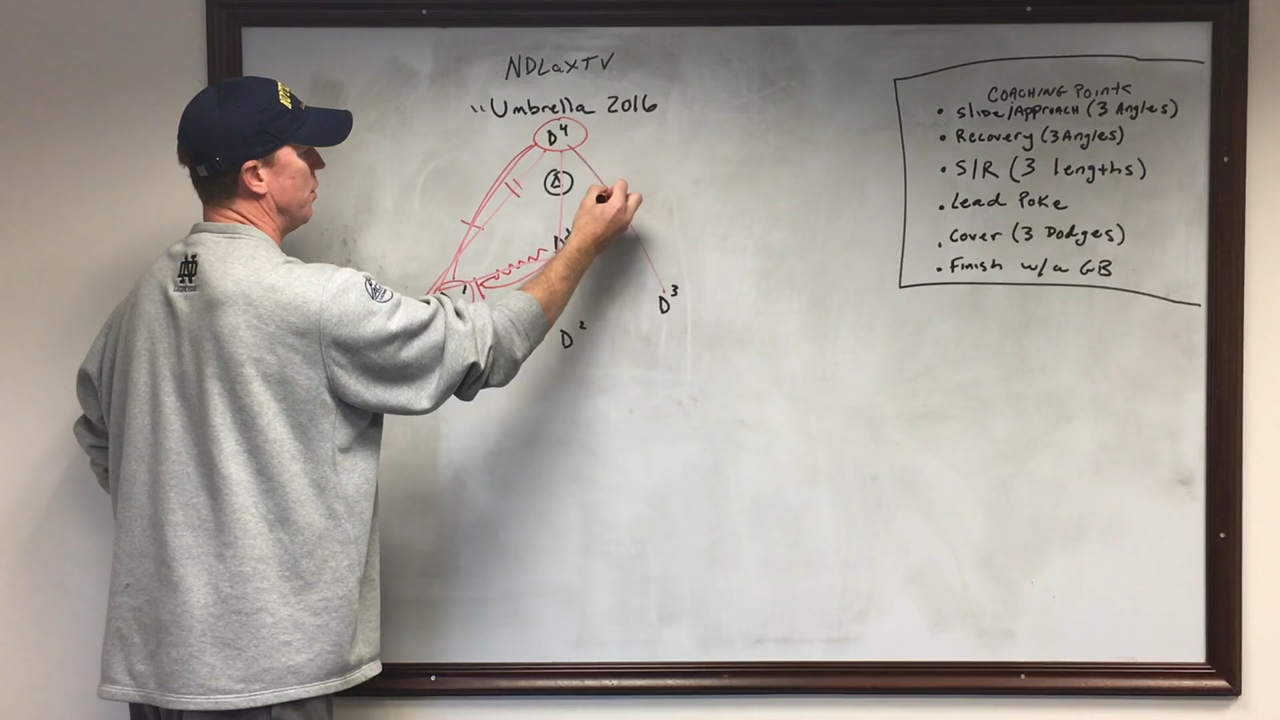 NDLaxTV
"Umbrella 2016
D4
D3
D2
COACHING Points
• Slide/Approach (3 Angles)
• Recovery (3 Angles)
• S/R (3 lengths)
• Lead Poke
• Cover (3 Dodges)
• Finish w/a GB
ND